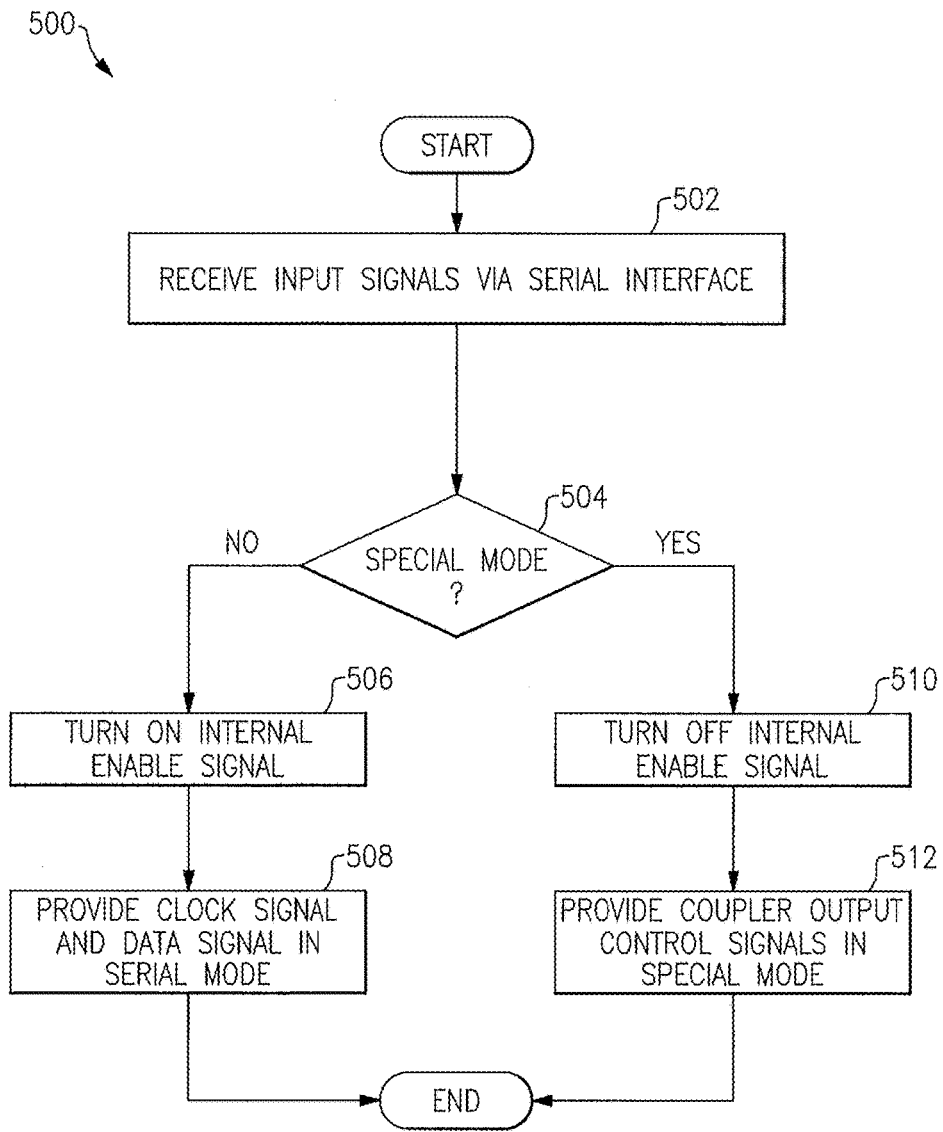 500
START
502
RECEIVE INPUT SIGNALS VIA SERIAL INTERFACE
504
NO
SPECIAL MODE
?
YES
506
TURN ON INTERNAL
ENABLE SIGNAL
510
TURN OFF INTERNAL
ENABLE SIGNAL
508
PROVIDE CLOCK SIGNAL
AND DATA SIGNAL IN
SERIAL MODE
512
PROVIDE COUPLER OUTPUT
CONTROL SIGNALS IN
SPECIAL MODE
END